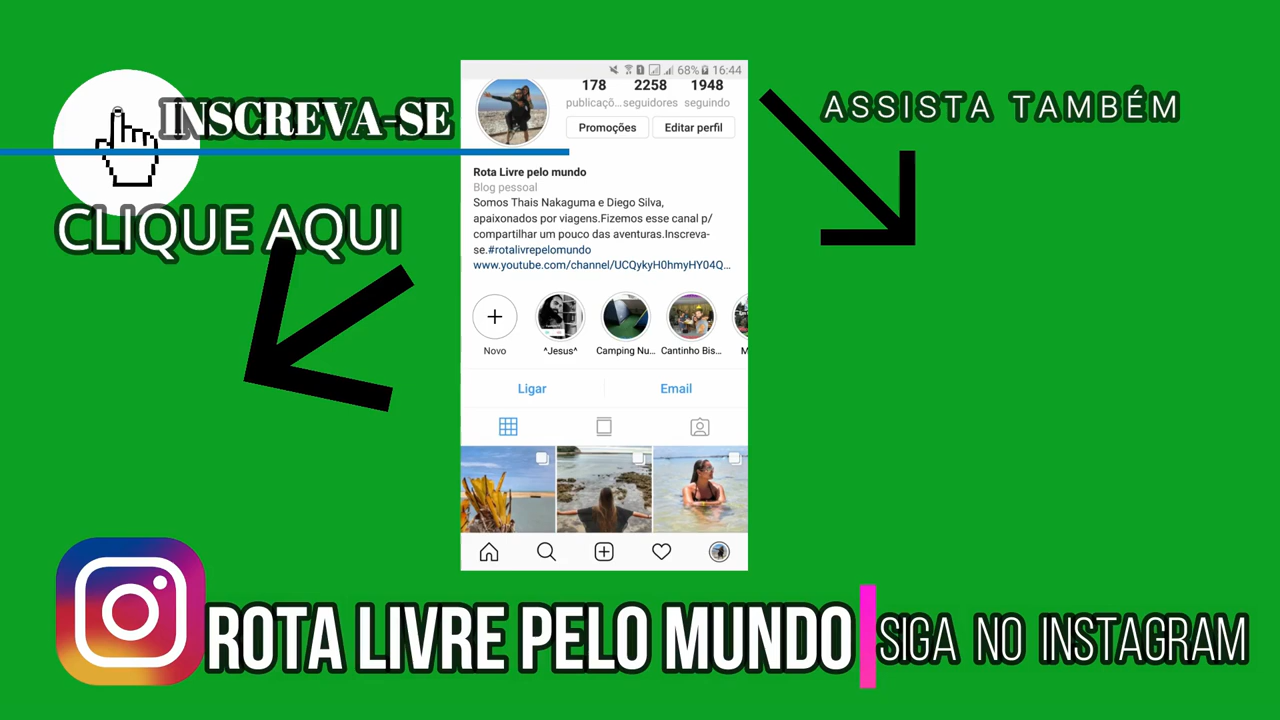 INSCREVA-SE
CLIQUE AQUI
68% 16:44
178 2258 1948
publicaçõ... seguidores seguindo
Promoções Editar perfil
Rota Livre pelo mundo
Blog pessoal
Somos Thais Nakaguma e Diego Silva,
apaixonados por viagens.Fizemos esse canal p/
compartilhar um pouco das aventuras.Inscreva-
se.#rotalivrepelomundo
www.youtube.com/channel/UCQykyH0hmyHY04Q...
Novo ^Jesus^ Camping Nu... Cantinho Bis... M
Ligar Email
ASSISTA TAMBÉM
ROTA LIVRE PELO MUNDO
SIGA NO INSTAGRAM